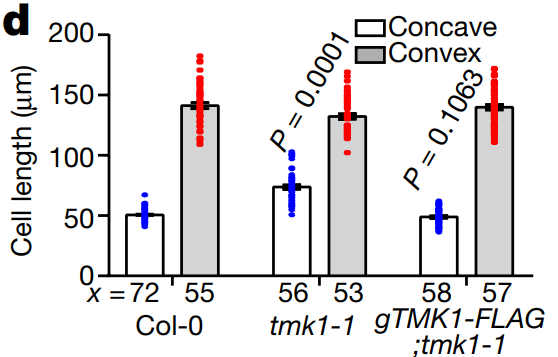 d
Concave
Convex
Cell length (μm)
200
150
100
50
0
P = 0.0001
P = 0.1063
x = 72 55 56 53 58 57
Col-0 tmk1-1 gTMK1-FLAG
;tmk1-1